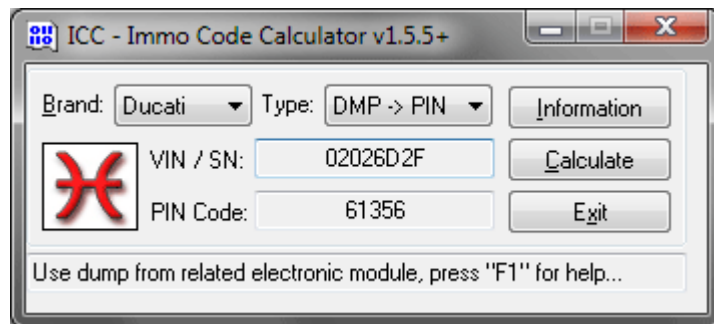 ICC - Immo Code Calculator v1.5.5+
Brand: Ducati Type: DMP -> PIN Information
VIN / SN: 02026D2F Calculate
PIN Code: 61356 Exit
Use dump from related electronic module, press "F1" for help...